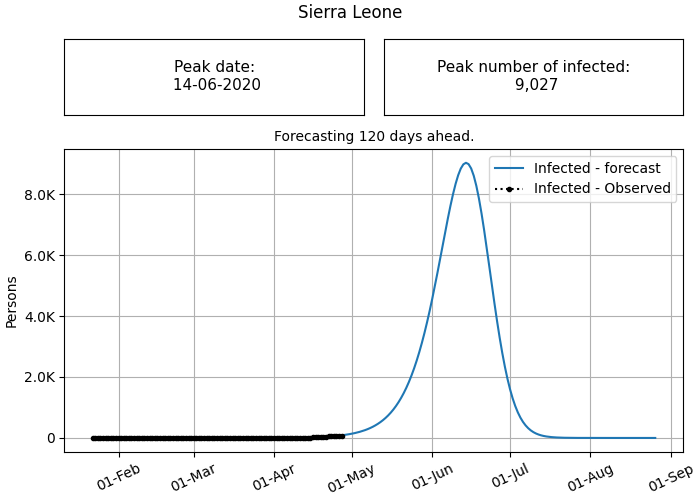 Sierra Leone
Peak date:
14-06-2020
Peak number of infected:
9,027
Forecasting 120 days ahead.
Infected - forecast
Infected - Observed
Persons
8.0K
6.0K
4.0K
2.0K
0
01-Feb
01-Mar
01-Apr
01-May
01-Jun
01-Jul
01-Aug
01-Sep